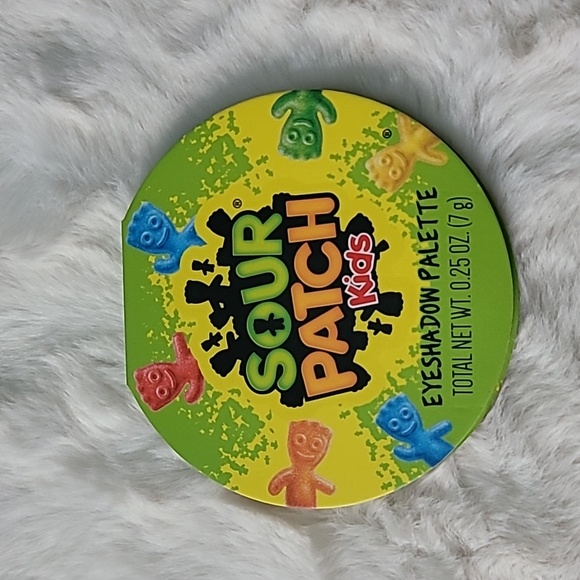 SOUR®
PATCH
Kids
®
EYESHADOW PALETTE
TOTAL NET WT. 0.25 OZ. (7 g)